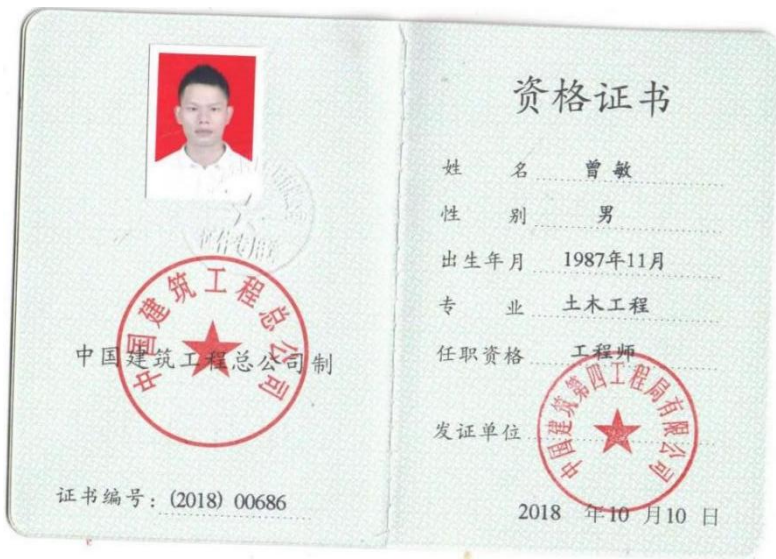 中国建筑工程总公司
中国建筑工程总公司制
证书编号：(2018) 00686
资格证书
姓 名 曾敏
性 别 男
出生年月 1987年11月
专 业 土木工程
任职资格 工程师
发证单位
中国建筑第四工程局有限公司
2018 年 10 月 10 日